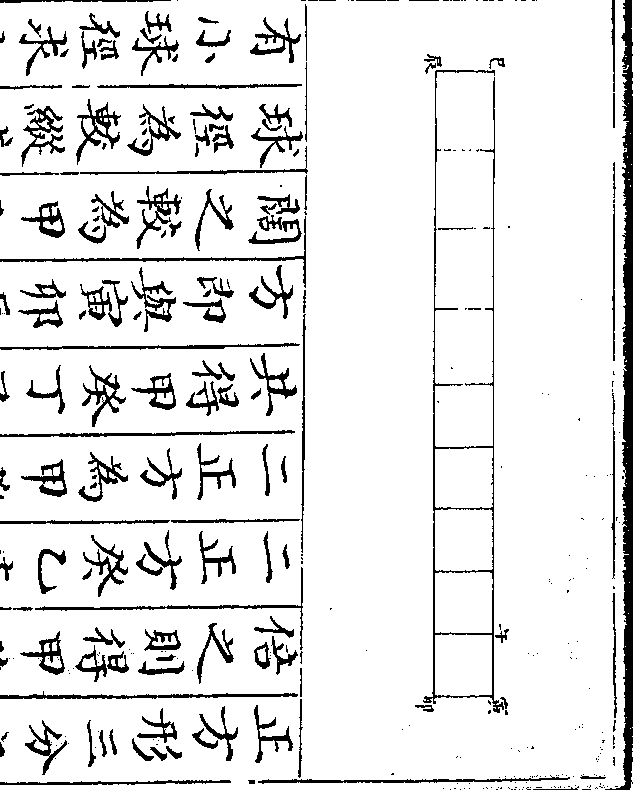 寅
午
巳
卯
辰
正方形三分
倍之則得甲
二正方癸乙
二正方為甲
共得甲癸丁
方即與寅卯
闊之較為甲
球徑為較縱
有小球徑求